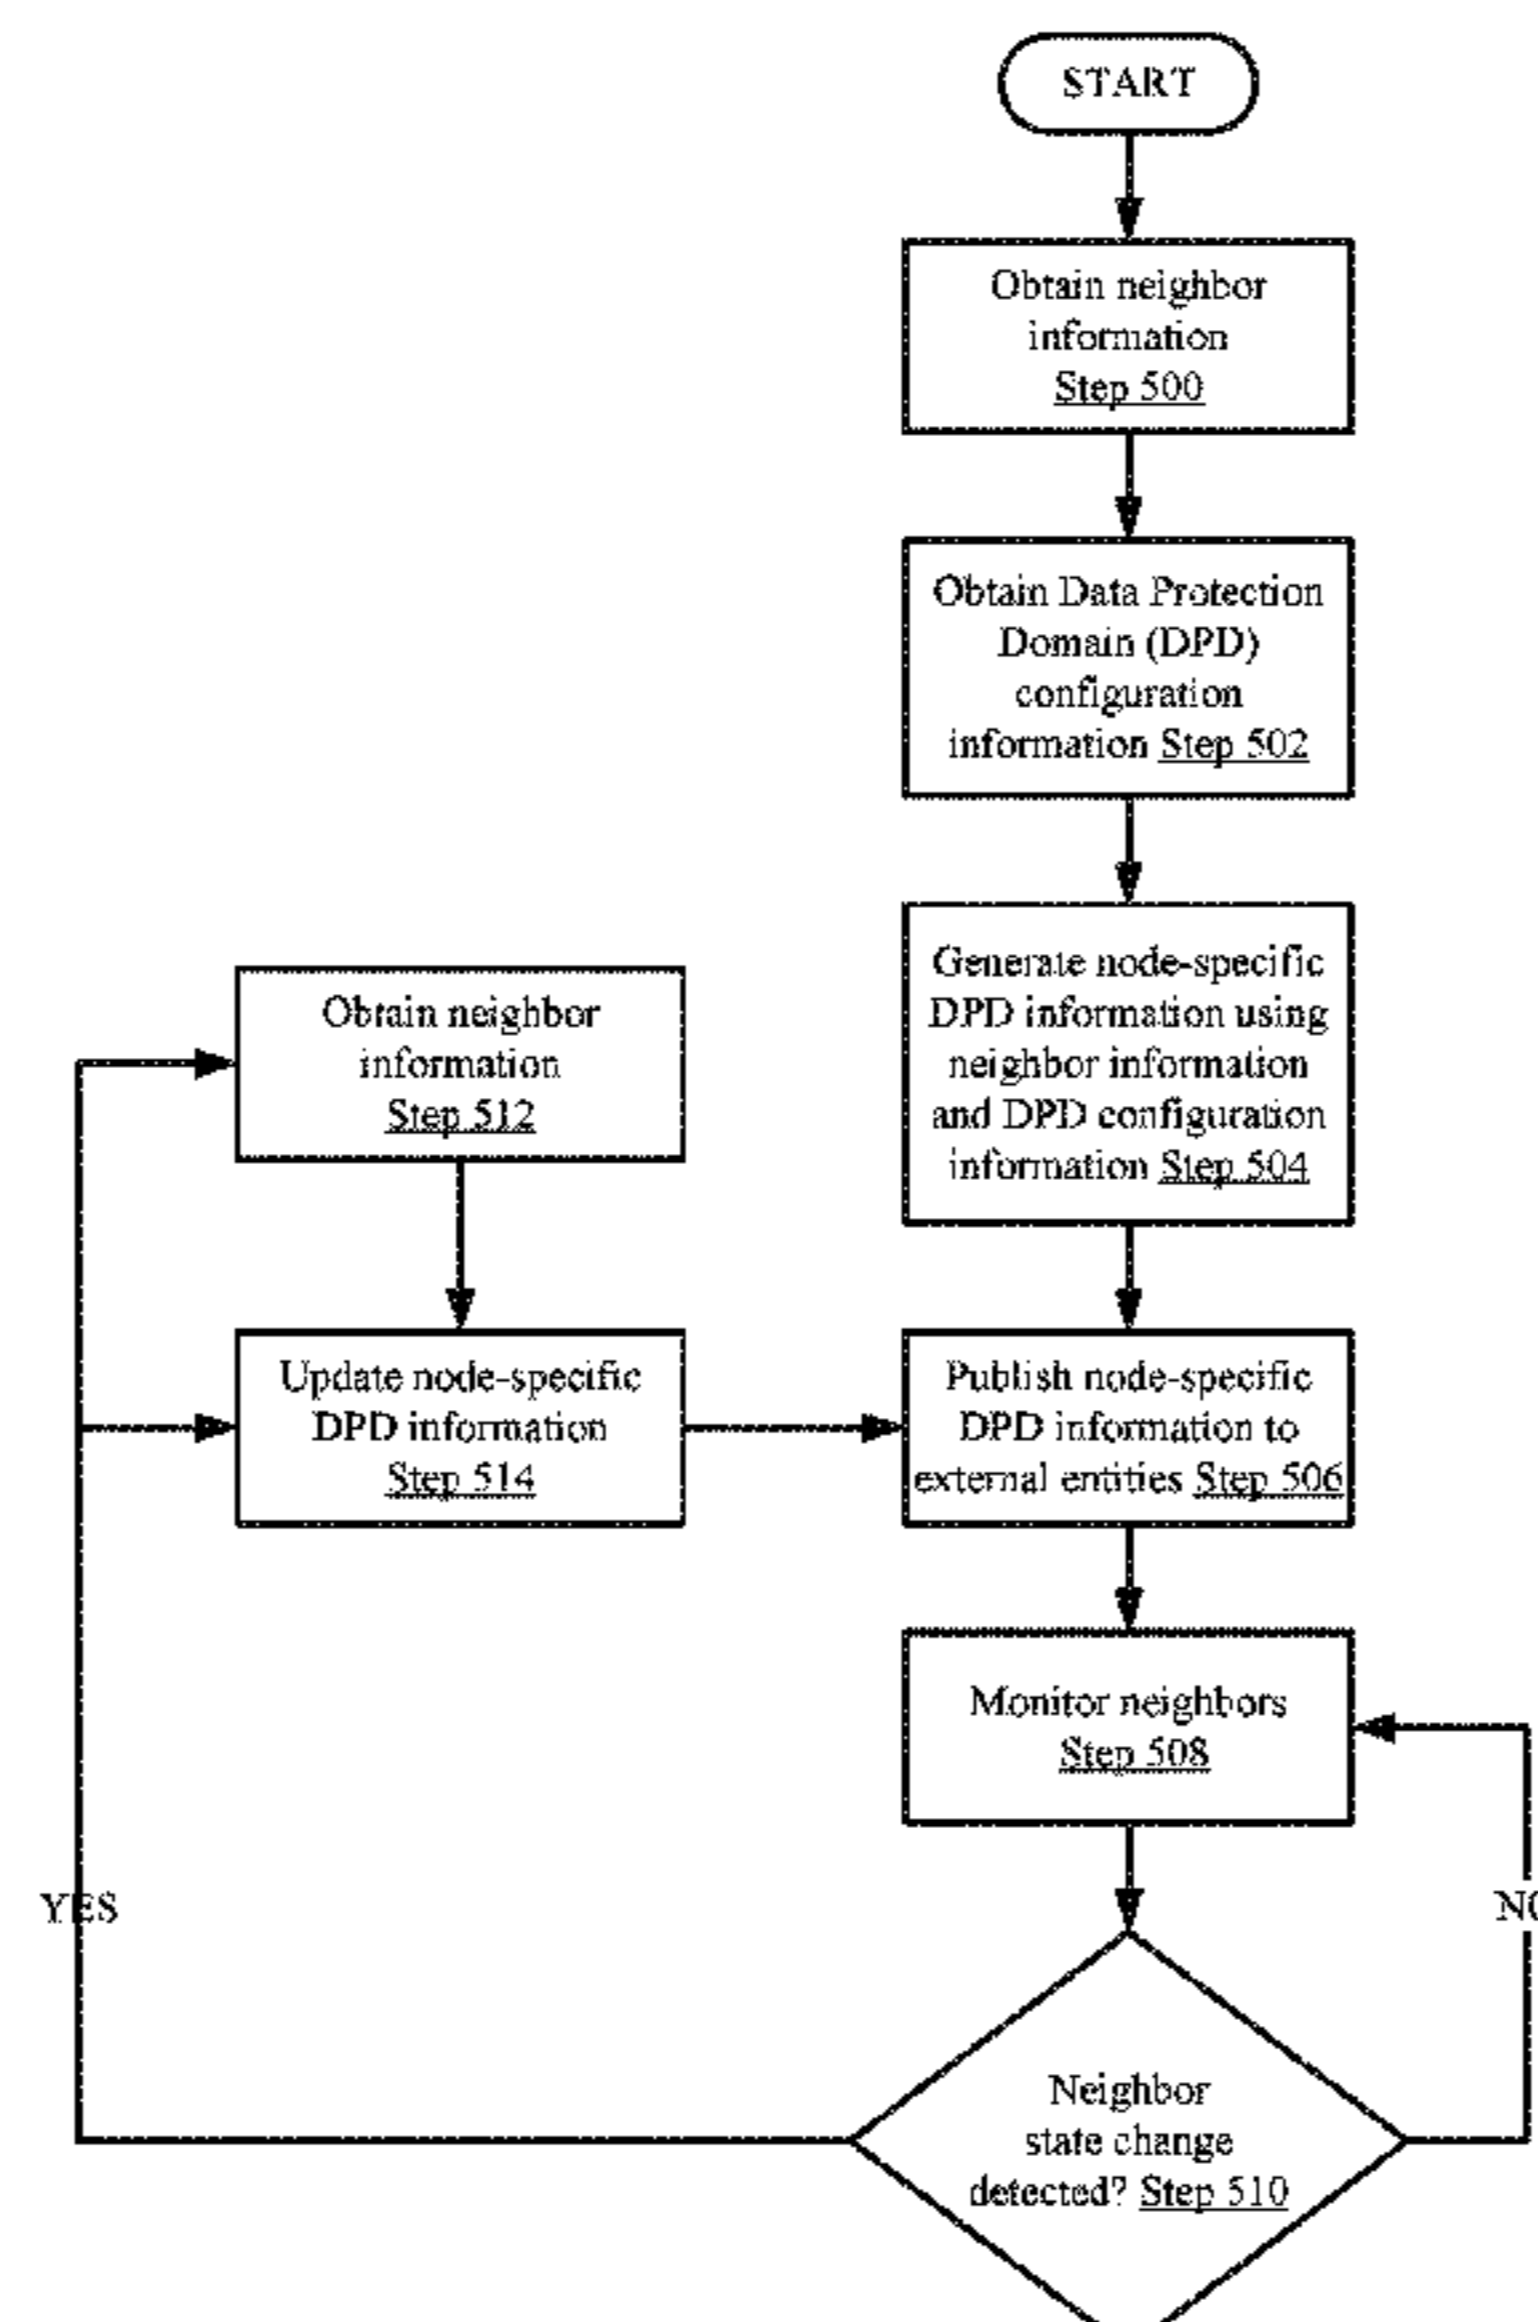 START
Obtain neighbor
information
Step 500
Obtain Data Protection
Domain (DPD)
configuration
information Step 502
Generate node-specific
DPD information using
neighbor information
and DPD configuration
information Step 504
Obtain neighbor
information
Step 512
Update node-specific
DPD information
Step 514
Publish node-specific
DPD information to
external entities Step 506
Monitor neighbors
Step 508
YES
NO
Neighbor
state change
detected? Step 510